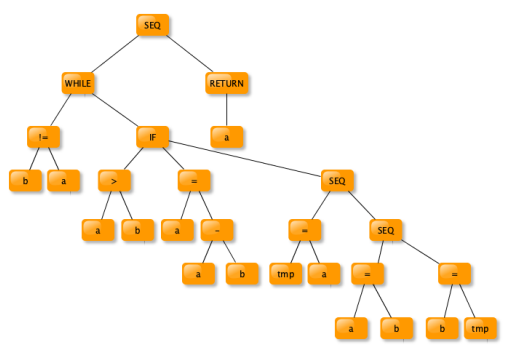 SEQ
WHILE RETURN
!= IF a
b a > = SEQ
a b a - = SEQ
a b tmp a = =
a b b tmp